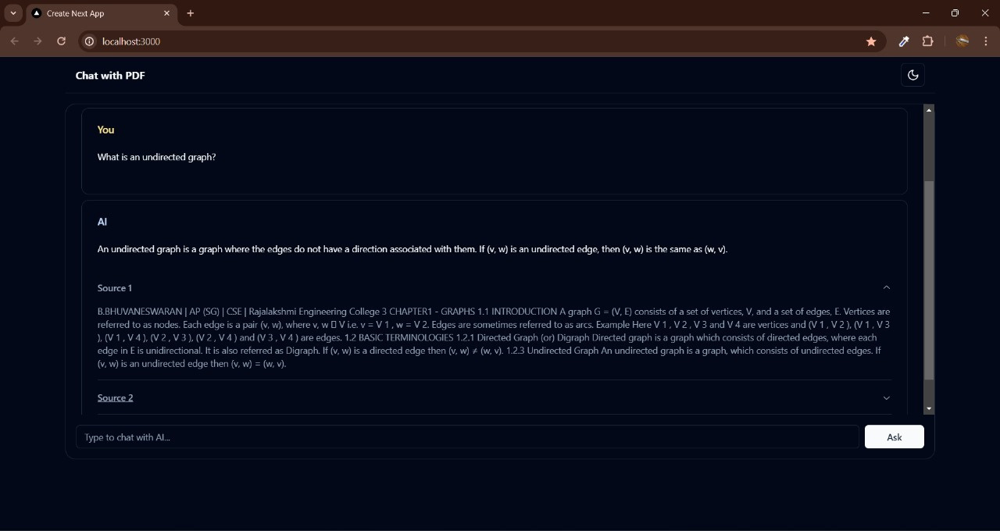 Create Next App
localhost:3000
Chat with PDF
You
What is an undirected graph?
AI
An undirected graph is a graph where the edges do not have a direction associated with them. If (v, w) is an undirected edge, then (v, w) is the same as (w, v).
Source 1
B.BHUVANESWARAN | AP (SG) | CSE | Rajalakshmi Engineering College 3 CHAPTER1 - GRAPHS 1.1 INTRODUCTION A graph G = (V, E) consists of a set of vertices, V, and a set of edges, E. Vertices are
referred to as nodes. Each edge is a pair (v, w), where v, w ▯ V i.e. v = V 1 , w = V 2. Edges are sometimes referred to as arcs. Example Here V 1 , V 2 , V 3 and V 4 are vertices and (V 1 , V 2 ), (V 1 , V 3
), (V 1 , V 4 ), (V 2 , V 3 ), (V 2 , V 4 ) and (V 3 , V 4 ) are edges. 1.2 BASIC TERMINOLOGIES 1.2.1 Directed Graph (or) Digraph Directed graph is a graph which consists of directed edges, where each
edge in E is unidirectional. It is also referred as Digraph. If (v, w) is a directed edge then (v, w) ≠ (w, v). 1.2.3 Undirected Graph An undirected graph is a graph, which consists of undirected edges. If
(v, w) is an undirected edge then (v, w) = (w, v).
Source 2
Type to chat with AI...
Ask